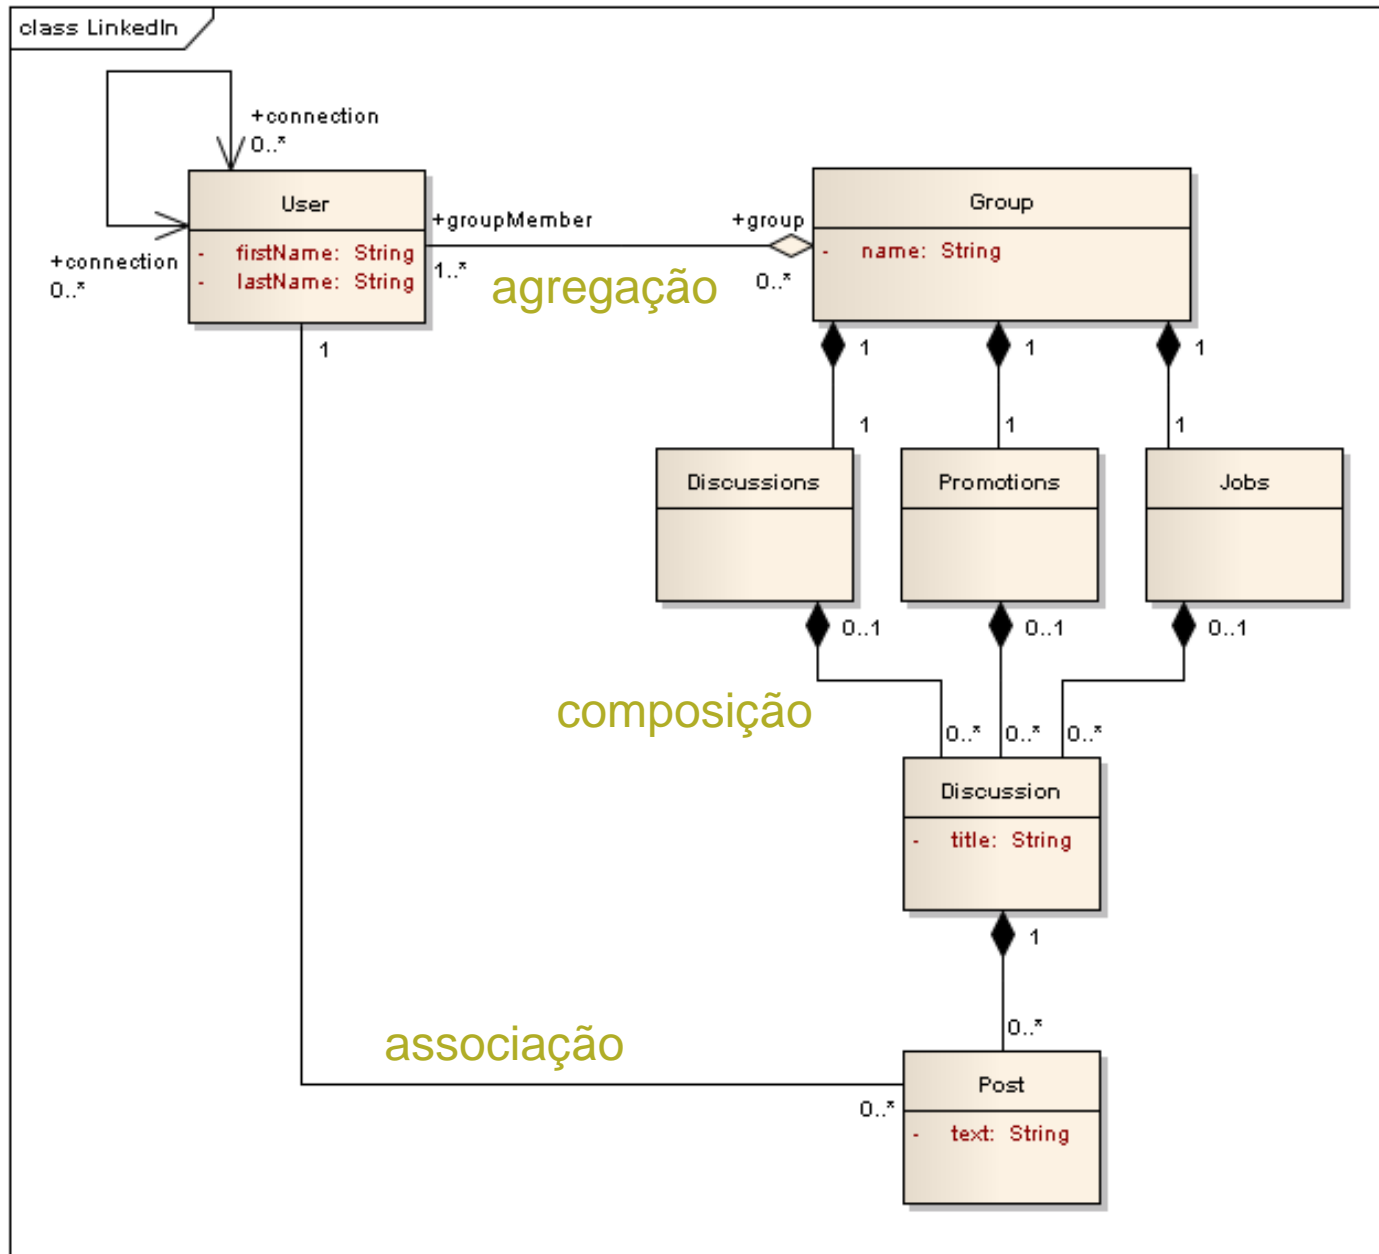 class LinkedIn
+connection
0..*
User
+connection
0..*
- firstName: String
- lastName: String
+groupMember
1..*
agregação
+group
0..*
Group
- name: String
1
1
1
1
1
1
1
Discussions
Promotions
Jobs
0..1
0..1
0..1
composição
0..*
0..*
0..*
Discussion
- title: String
1
0..*
associação
0..*
Post
- text: String